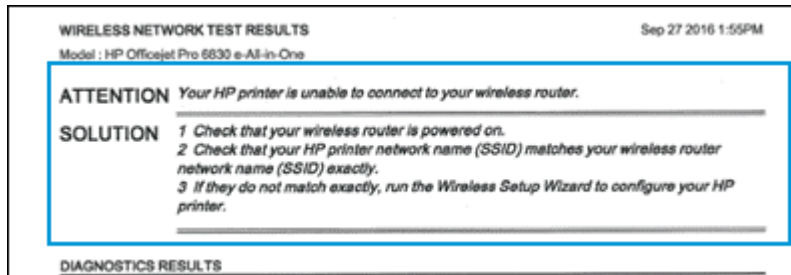 WIRELESS NETWORK TEST RESULTS Sep 27 2016 1:55PM
Model : HP Officejet Pro 6830 e-All-in-One
ATTENTION Your HP printer is unable to connect to your wireless router.
SOLUTION 1 Check that your wireless router is powered on.
2 Check that your HP printer network name (SSID) matches your wireless router
network name (SSID) exactly.
3 If they do not match exactly, run the Wireless Setup Wizard to configure your HP
printer.
DIAGNOSTICS RESULTS